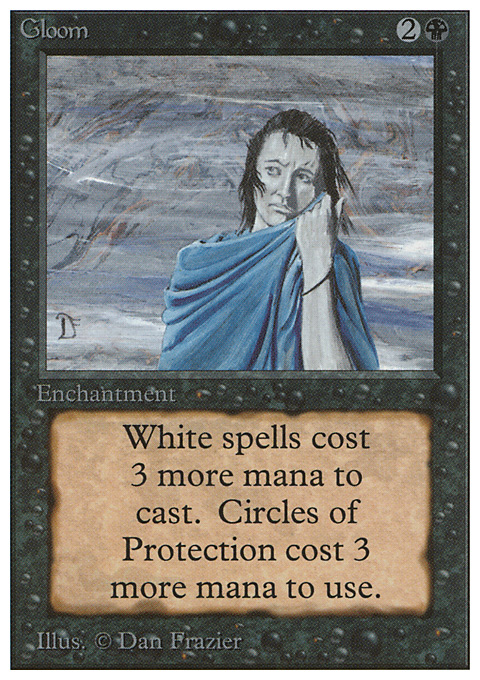 Gloom 2
DF
Enchantment
White spells cost
3 more mana to
cast. Circles of
Protection cost 3
more mana to use.
Illus. © Dan Frazier